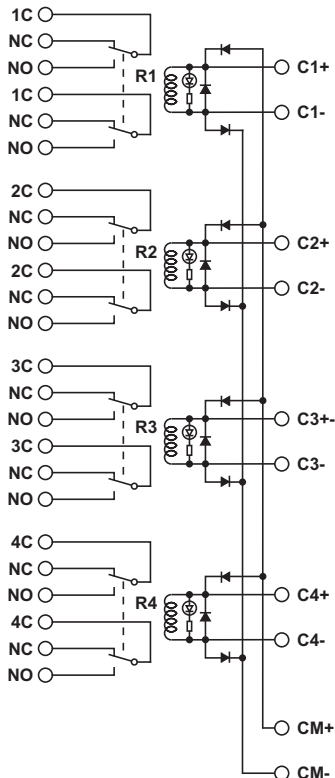 1C
NC
NO
1C
NC
NO
R1
C1+
C1-
2C
NC
NO
2C
NC
NO
R2
C2+
C2-
3C
NC
NO
3C
NC
NO
R3
C3+-
C3-
4C
NC
NO
4C
NC
NO
R4
C4+
C4-
CM+
CM-